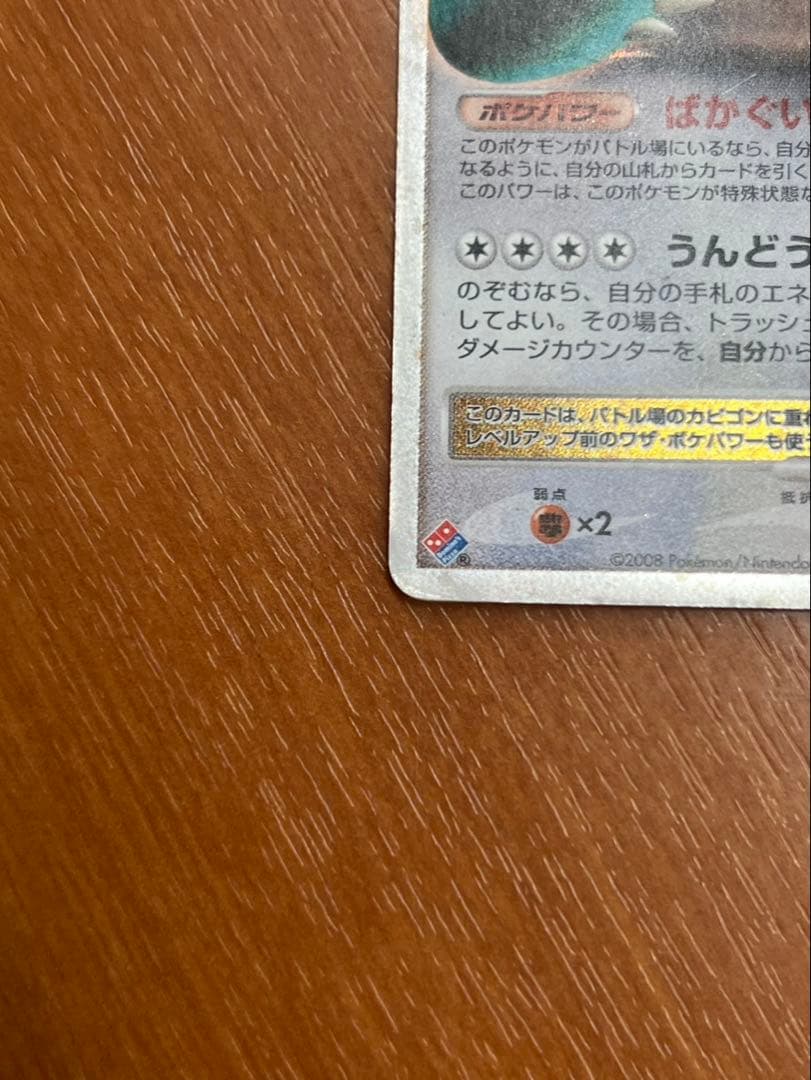 ポケパワー ばかぐい
このポケモンがバトル場にいるなら、自分
なるように、自分の山札からカードを引く
このパワーは、このポケモンが特殊状態な
うんどう
のぞむなら、自分の手札のエネ
してよい。その場合、トラッシ
ダメージカウンターを、自分から
このカードは、バトル場のカビゴンに重ね
レベルアップ前のワザ・ポケパワーも使
弱点 抵抗
×2
Domino's
Pizza
®
©2008 Pokémon/Nintendo